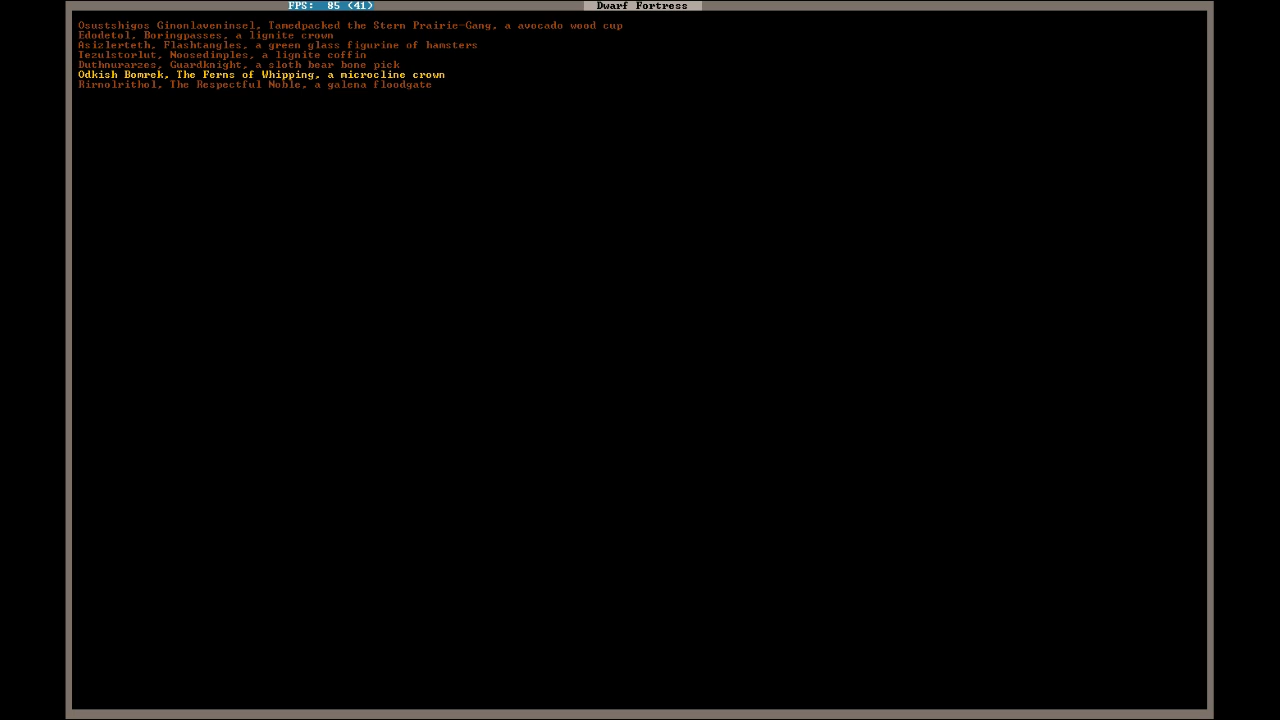 FPS: 85 (41)
Dwarf Fortress
Osustshigos Ginonlaveninsel, Tamedpacked the Stern Prairie-Gang, a avocado wood cup
Edodetol, Boringpasses, a lignite crown
Asizlerteth, Flashtangles, a green glass figurine of hamsters
Tezulstorlut, Noosedimples, a lignite coffin
Duthnurarzes, Guardknight, a sloth bear bone pick
Odkish Bomrek, The Ferns of Whipping, a microcline crown
Rirnolrithol, The Respectful Noble, a galena floodgate